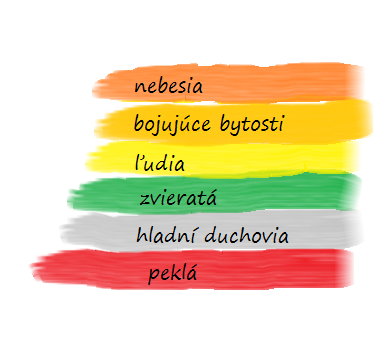 nebesia
bojujúce bytosti
ľudia
zvieratá
hladní duchovia
peklá